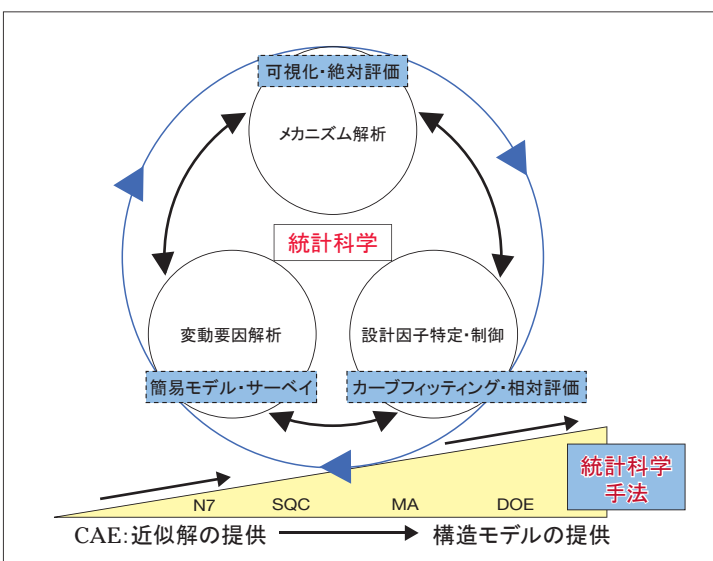 可視化・絶対評価
メカニズム解析
統計科学
変動要因解析
設計因子特定・制御
簡易モデル・サーベイ
カーブフィッティング・相対評価
統計科学
手法
N7 SQC MA DOE
CAE:近似解の提供 構造モデルの提供